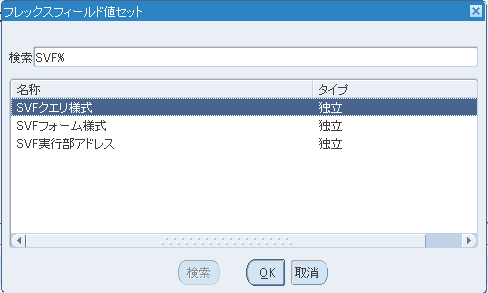 フレックスフィールド値セット
検索 SVF%
名称 タイプ
SVFクエリ様式 独立
SVFフォーム様式 独立
SVF実行部アドレス 独立
検索 OK 取消